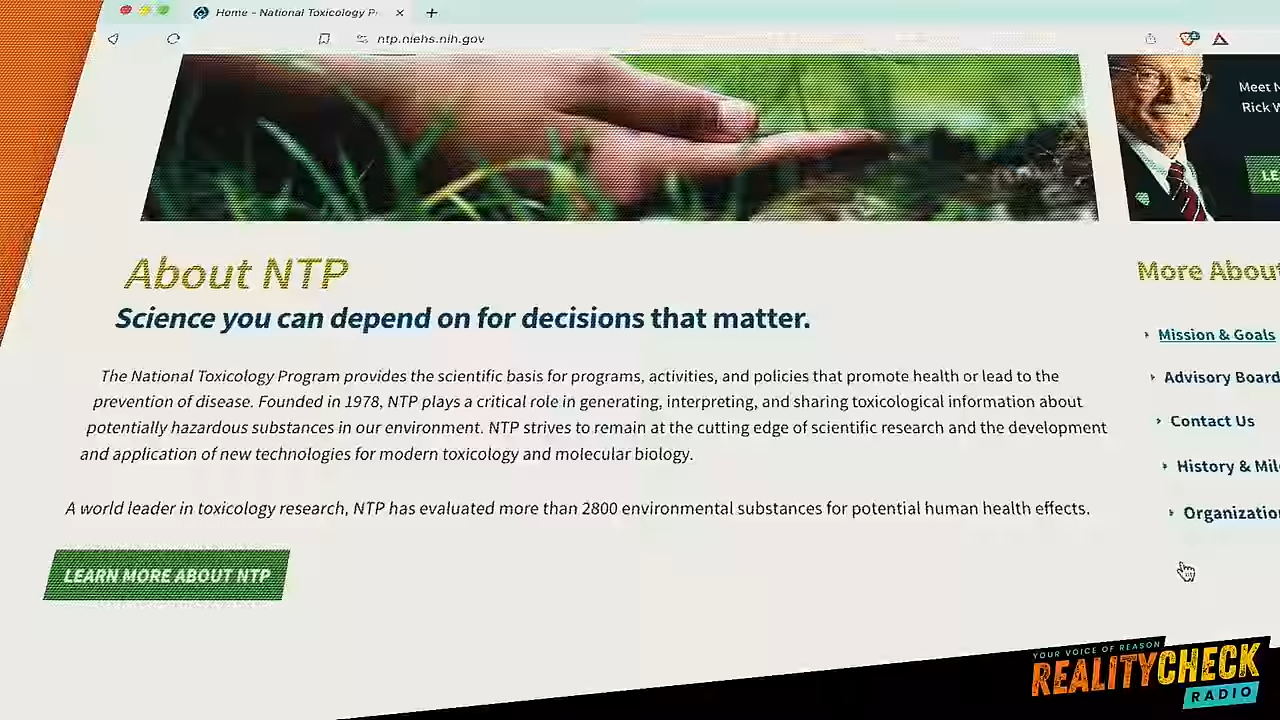 Home - National Toxicology P
ntp.niehs.nih.gov
Meet
Rick
About NTP
Science you can depend on for decisions that matter.
The National Toxicology Program provides the scientific basis for programs, activities, and policies that promote health or lead to the
prevention of disease. Founded in 1978, NTP plays a critical role in generating, interpreting, and sharing toxicological information about
potentially hazardous substances in our environment. NTP strives to remain at the cutting edge of scientific research and the development
and application of new technologies for modern toxicology and molecular biology.
A world leader in toxicology research, NTP has evaluated more than 2800 environmental substances for potential human health effects.
LEARN MORE ABOUT NTP
More About
Mission & Goals
Advisory Board
Contact Us
History & Mil
Organizatio
YOUR VOICE OF REASON
REALITYCHECK
RADIO